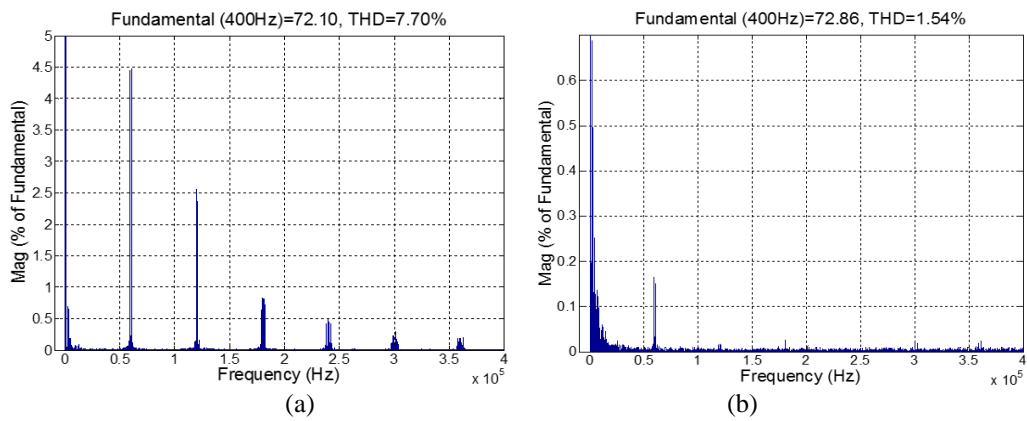 Fundamental (400Hz)=72.10, THD=7.70%
5
4.5
4
3.5
3
2.5
2
1.5
1
0.5
0
Mag (% of Fundamental)
0 0.5 1 1.5 2 2.5 3 3.5 4
Frequency (Hz)
x 10^5
(a)
Fundamental (400Hz)=72.86, THD=1.54%
0.6
0.5
0.4
0.3
0.2
0.1
0
Mag (% of Fundamental)
0 0.5 1 1.5 2 2.5 3 3.5 4
Frequency (Hz)
x 10^5
(b)